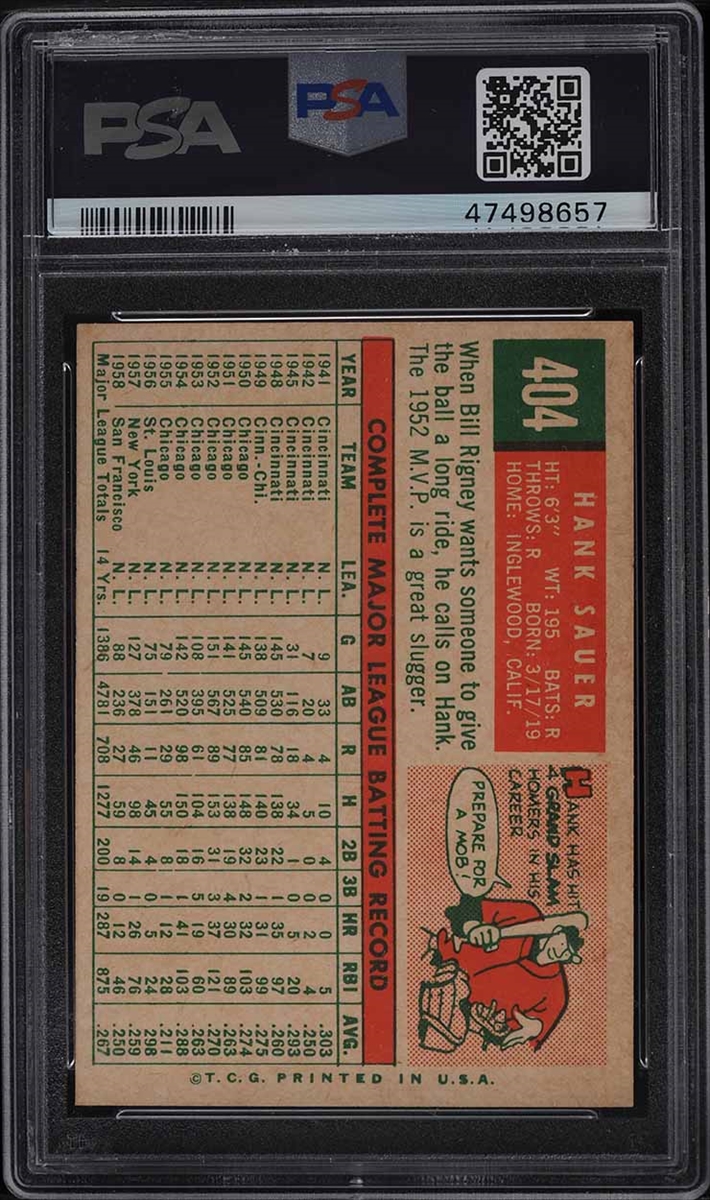 PSA
PSA
47498657
404
HANK SAUER
HT: 6'3" WT: 195 BATS: R
THROWS: R BORN: 3/17/19
HOME: INGLEWOOD, CALIF.
When Bill Rigney wants someone to give
the ball a long ride, he calls on Hank.
The 1952 M.V.P. is a great slugger.
HANK HAS HIT
4 GRAND SLAM
HOMERS IN HIS
CAREER
PREPARE FOR
A MOB!
COMPLETE MAJOR LEAGUE BATTING RECORD
YEAR TEAM LEA. G AB R H 2B 3B HR RBI AVG.
1941 Cincinnati N. L. 9 33 4 10 4 0 0 5 .303
1942 Cincinnati N. L. 7 20 4 5 0 0 2 4 .250
1945 Cincinnati N. L. 31 116 18 34 1 0 5 20 .293
1948 Cincinnati N. L. 145 530 78 138 22 1 35 97 .260
1949 Cinn.-Chi. N. L. 138 509 81 140 23 1 31 99 .275
1950 Chicago N. L. 145 540 85 148 32 2 32 103 .274
1951 Chicago N. L. 141 525 77 138 19 4 30 89 .263
1952 Chicago N. L. 151 567 89 153 31 3 37 121 .270
1953 Chicago N. L. 108 395 61 104 16 5 19 60 .263
1954 Chicago N. L. 142 520 98 150 18 1 41 103 .288
1955 Chicago N. L. 79 261 29 55 8 1 12 28 .211
1956 St. Louis N. L. 75 151 11 45 4 0 5 24 .298
1957 New York N. L. 127 378 46 98 14 1 26 76 .259
1958 San Francisco N. L. 88 236 27 59 8 0 12 46 .250
Major League Totals 14 Yrs. 1386 4781 708 1277 200 19 287 875 .267
©T.C.G. PRINTED IN U.S.A.